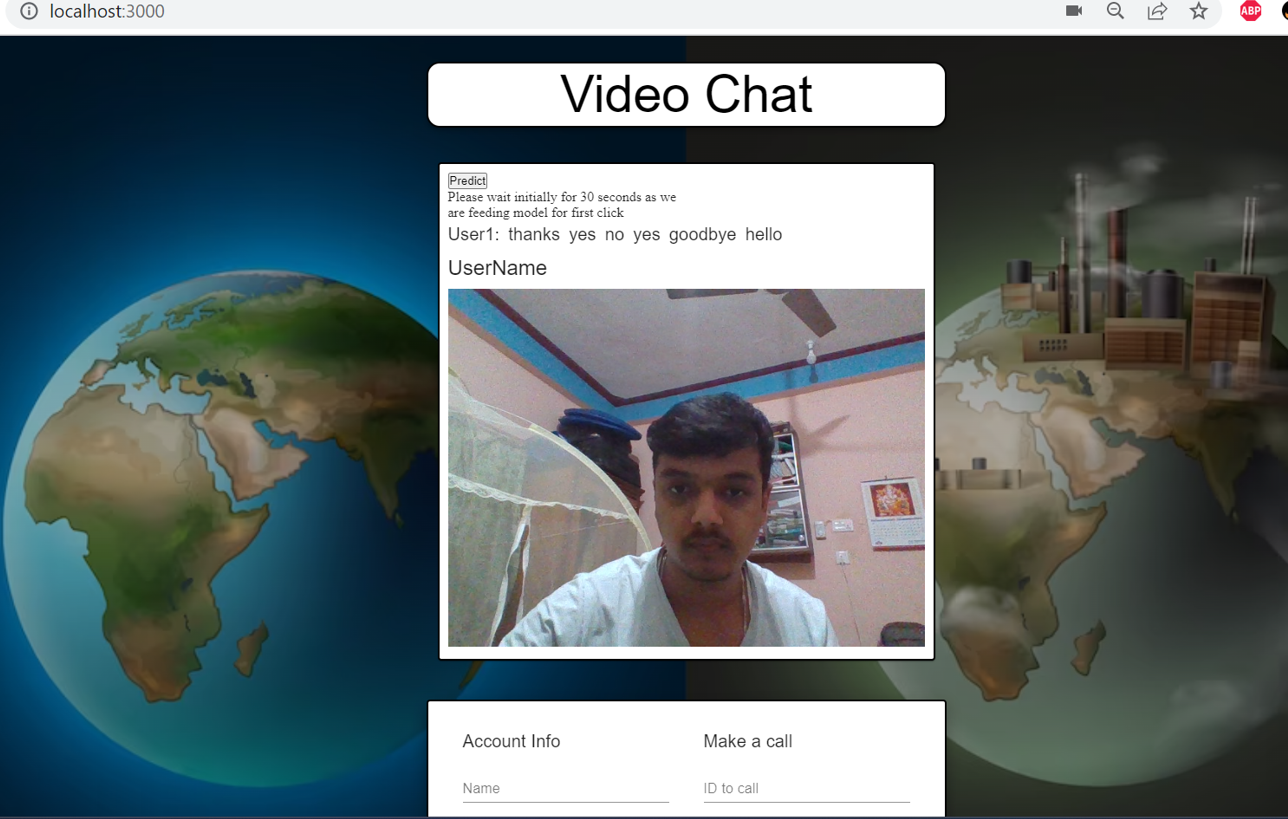 localhost:3000
ABP
Video Chat
Predict
Please wait initially for 30 seconds as we
are feeding model for first click
User1: thanks yes no yes goodbye hello
UserName
Account Info
Make a call
Name
ID to call